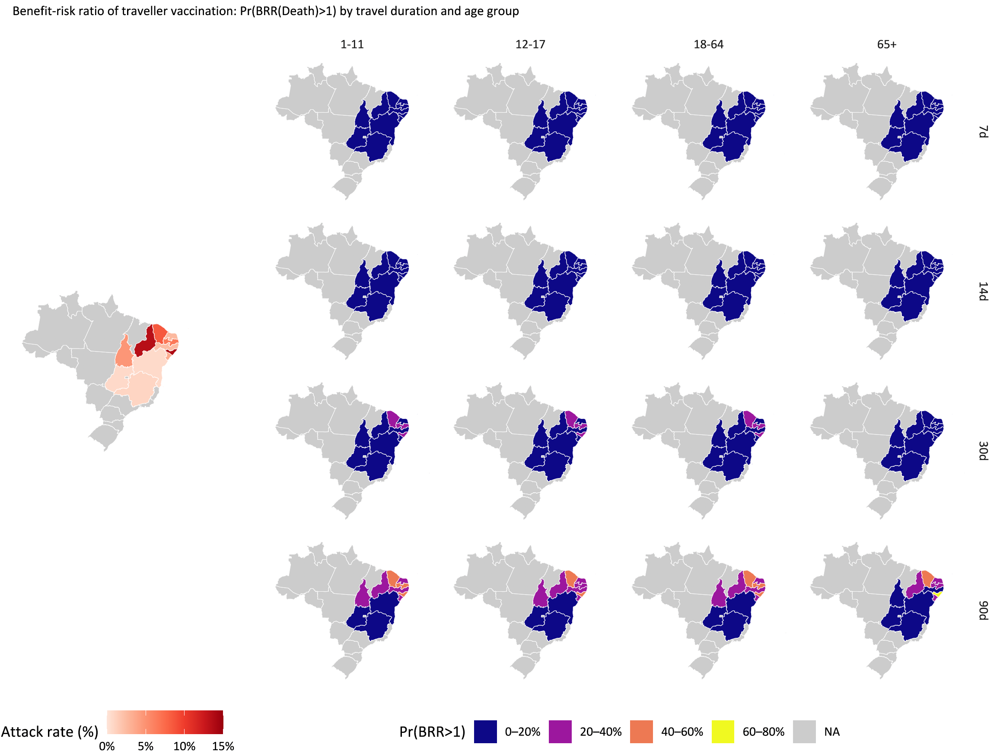 Benefit-risk ratio of traveller vaccination: Pr(BRR(Death)>1) by travel duration and age group
1-11 12-17 18-64 65+
7d
14d
30d
90d
Attack rate (%)
0% 5% 10% 15%
Pr(BRR>1) 0–20% 20–40% 40–60% 60–80% NA